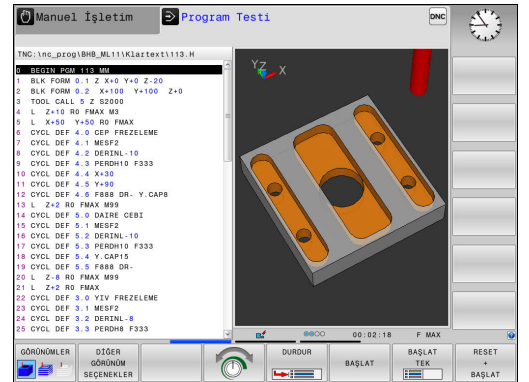 Manuel İşletim
Program Testi
DNC
TNC:\nc_prog\BHB_ML11\Klartext\113.H
0 BEGIN PGM 113 MM
1 BLK FORM 0.1 Z X+0 Y+0 Z-20
2 BLK FORM 0.2 X+100 Y+100 Z+0
3 TOOL CALL 5 Z S2000
4 L Z+10 R0 FMAX M3
5 L X+50 Y+50 R0 FMAX
6 CYCL DEF 4.0 CEP FREZELEME
7 CYCL DEF 4.1 MESF2
8 CYCL DEF 4.2 DERINL-10
9 CYCL DEF 4.3 PERDH10 F333
10 CYCL DEF 4.4 X+30
11 CYCL DEF 4.5 Y+90
12 CYCL DEF 4.6 F888 DR- Y.CAP8
13 L Z+2 R0 FMAX M99
14 CYCL DEF 5.0 DAIRE CEBI
15 CYCL DEF 5.1 MESF2
16 CYCL DEF 5.2 DERINL-10
17 CYCL DEF 5.3 PERDH10 F333
18 CYCL DEF 5.4 Y.CAP15
19 CYCL DEF 5.5 F888 DR-
20 L Z-8 R0 FMAX M99
21 L Z+2 R0 FMAX
22 CYCL DEF 3.0 YIV FREZELEME
23 CYCL DEF 3.1 MESF2
24 CYCL DEF 3.2 DERINL-8
25 CYCL DEF 3.3 PERDH8 F333
Y Z X
00:02:18 F MAX
GÖRÜNÜMLER
DİĞER
GÖRÜNÜM
SEÇENEKLER
DURDUR
BAŞLAT
BAŞLAT
TEK
RESET
+
BAŞLAT